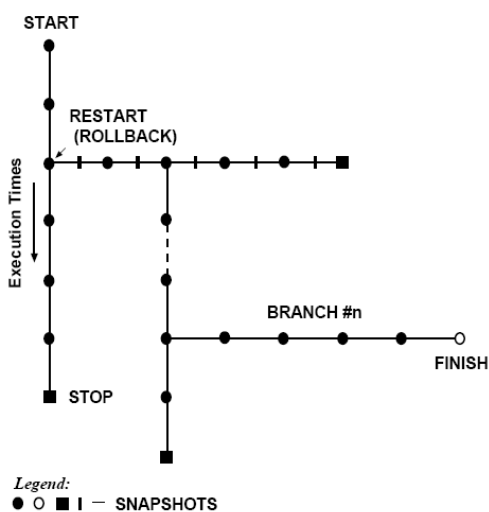 START
RESTART
(ROLLBACK)
Execution Times
BRANCH #n
FINISH
STOP
Legend:
SNAPSHOTS